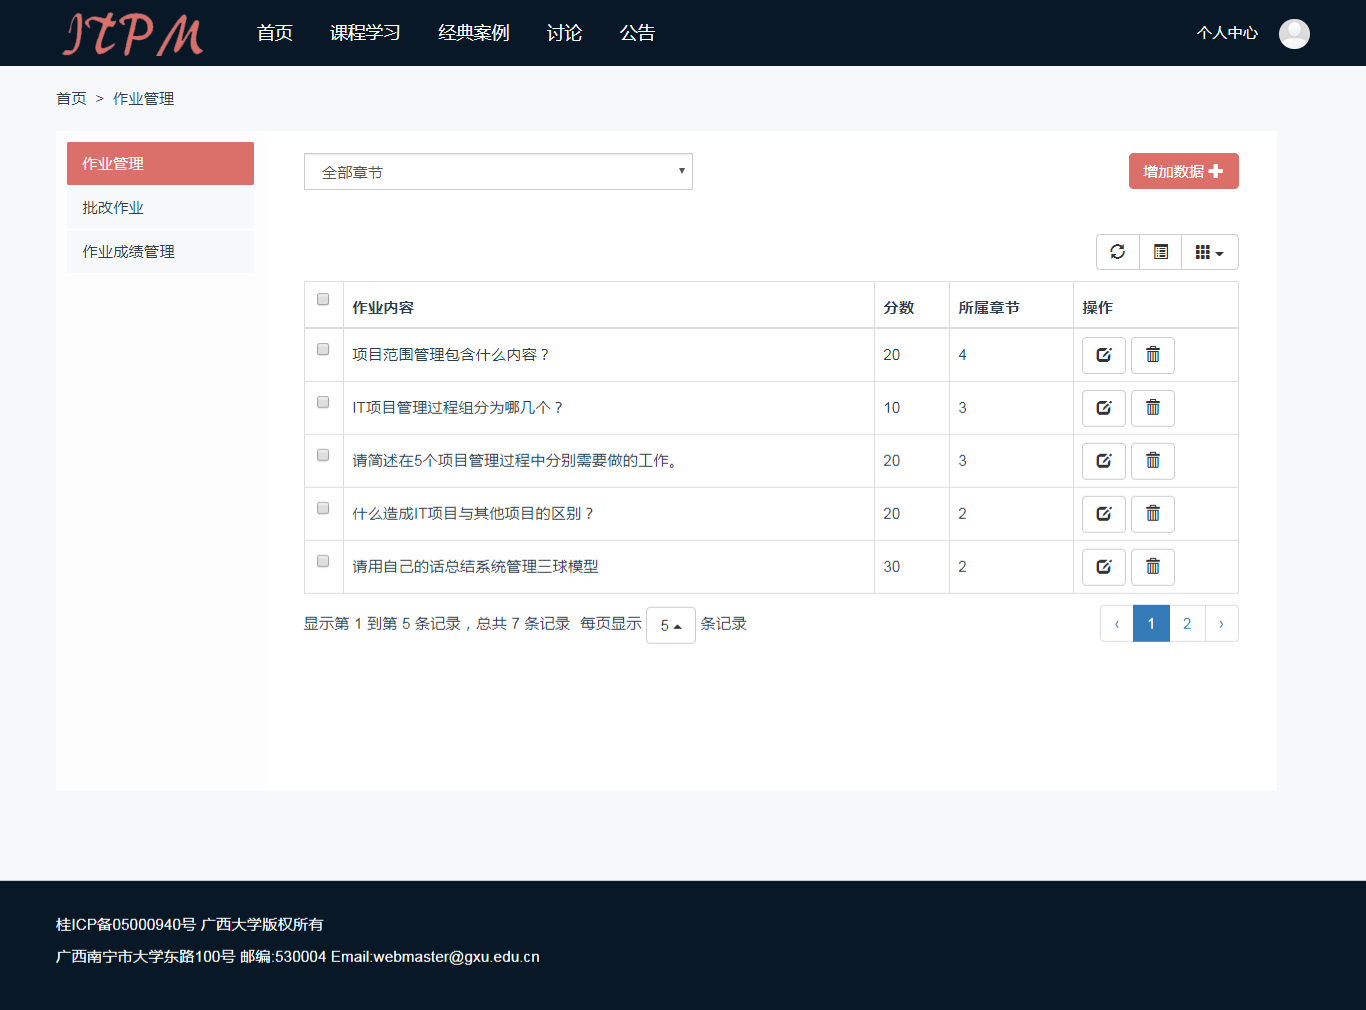 ITPM 首页 课程学习 经典案例 讨论 公告 个人中心
首页 > 作业管理
作业管理
批改作业
作业成绩管理
全部章节
增加数据
作业内容 分数 所属章节 操作
项目范围管理包含什么内容？ 20 4
IT项目管理过程组分为哪几个？ 10 3
请简述在5个项目管理过程中分别需要做的工作。 20 3
什么造成IT项目与其他项目的区别？ 20 2
请用自己的话总结系统管理三球模型 30 2
显示第 1 到第 5 条记录，总共 7 条记录 每页显示 5 条记录 ‹ 1 2 ›
桂ICP备05000940号 广西大学版权所有
广西南宁市大学东路100号 邮编:530004 Email:webmaster@gxu.edu.cn